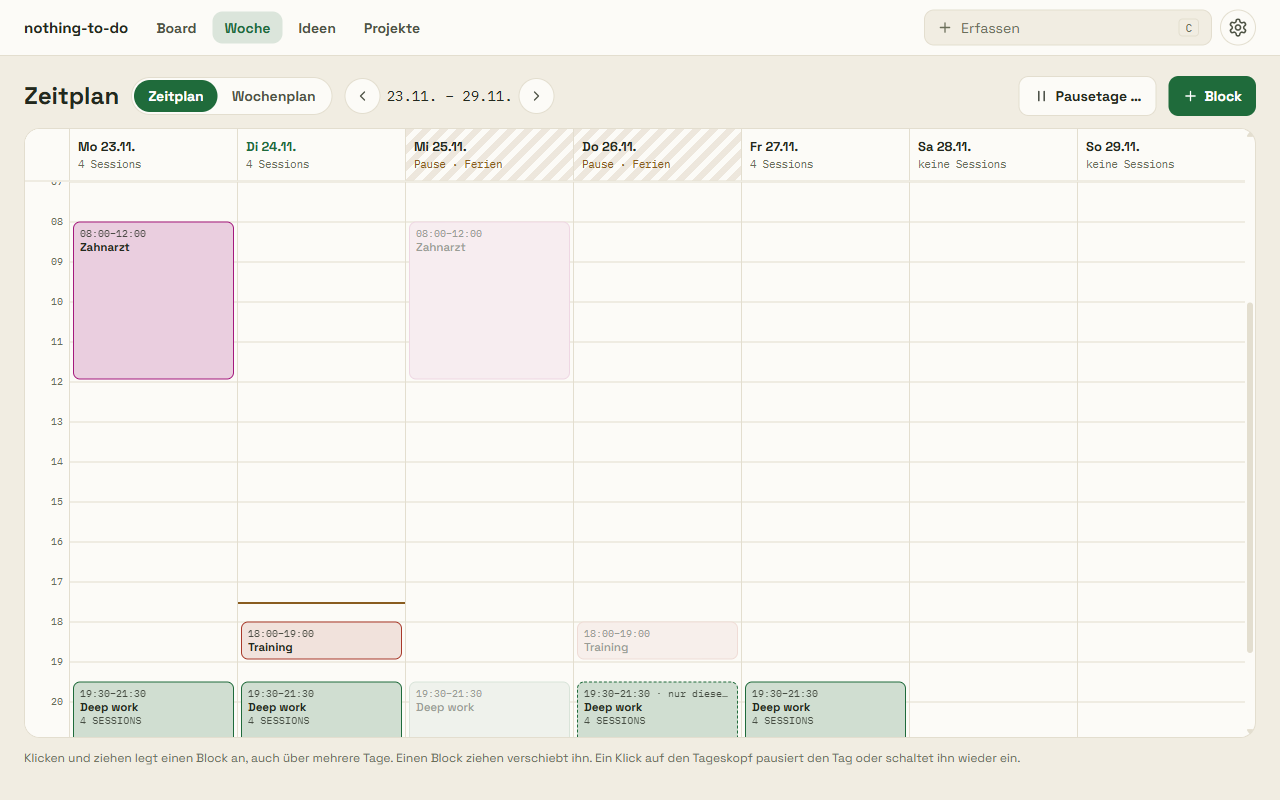 nothing-to-do
Board
Woche
Ideen
Projekte
Erfassen
C
Zeitplan
Zeitplan
Wochenplan
23.11. – 29.11.
Pausetage …
Block
Mo 23.11.
4 Sessions
Di 24.11.
4 Sessions
Mi 25.11.
Pause · Ferien
Do 26.11.
Pause · Ferien
Fr 27.11.
4 Sessions
Sa 28.11.
keine Sessions
So 29.11.
keine Sessions
07
08
09
10
11
12
13
14
15
16
17
18
19
20
08:00–12:00
Zahnarzt
19:30–21:30
Deep work
4 SESSIONS
18:00–19:00
Training
19:30–21:30
Deep work
4 SESSIONS
08:00–12:00
Zahnarzt
19:30–21:30
Deep work
18:00–19:00
Training
19:30–21:30 · nur diese…
Deep work
4 SESSIONS
19:30–21:30
Deep work
4 SESSIONS
Klicken und ziehen legt einen Block an, auch über mehrere Tage. Einen Block ziehen verschiebt ihn. Ein Klick auf den Tageskopf pausiert den Tag oder schaltet ihn wieder ein.